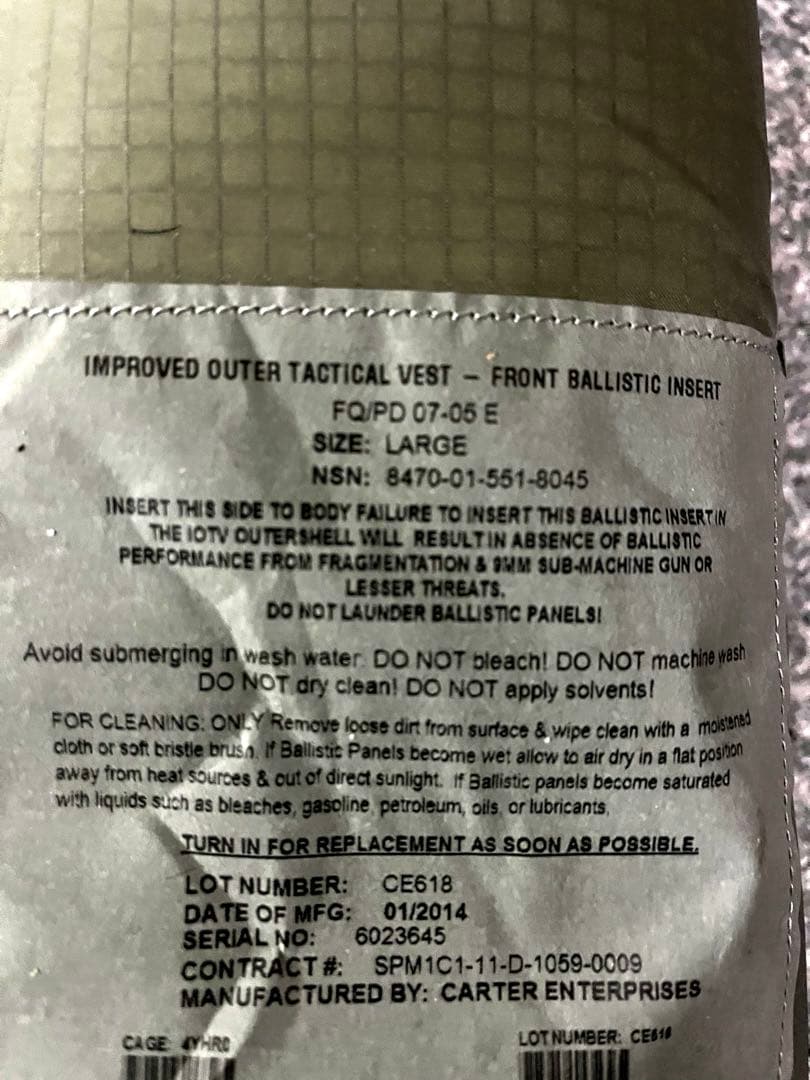 IMPROVED OUTER TACTICAL VEST – FRONT BALLISTIC INSERT
FQ/PD 07-05 E
SIZE: LARGE
NSN: 8470-01-551-8045
INSERT THIS SIDE TO BODY FAILURE TO INSERT THIS BALLISTIC INSERT IN
THE IOTV OUTERSHELL WILL RESULT IN ABSENCE OF BALLISTIC
PERFORMANCE FROM FRAGMENTATION & 9MM SUB-MACHINE GUN OR
LESSER THREATS.
DO NOT LAUNDER BALLISTIC PANELS!
Avoid submerging in wash water. DO NOT bleach! DO NOT machine wash
DO NOT dry clean! DO NOT apply solvents!
FOR CLEANING: ONLY Remove loose dirt from surface & wipe clean with a moistened
cloth or soft bristle brush. If Ballistic Panels become wet allow to air dry in a flat position
away from heat sources & out of direct sunlight. If Ballistic panels become saturated
with liquids such as bleaches, gasoline, petroleum, oils, or lubricants,
TURN IN FOR REPLACEMENT AS SOON AS POSSIBLE.
LOT NUMBER: CE618
DATE OF MFG: 01/2014
SERIAL NO: 6023645
CONTRACT #: SPM1C1-11-D-1059-0009
MANUFACTURED BY: CARTER ENTERPRISES
CAGE: 4YHR0
LOT NUMBER: CE618